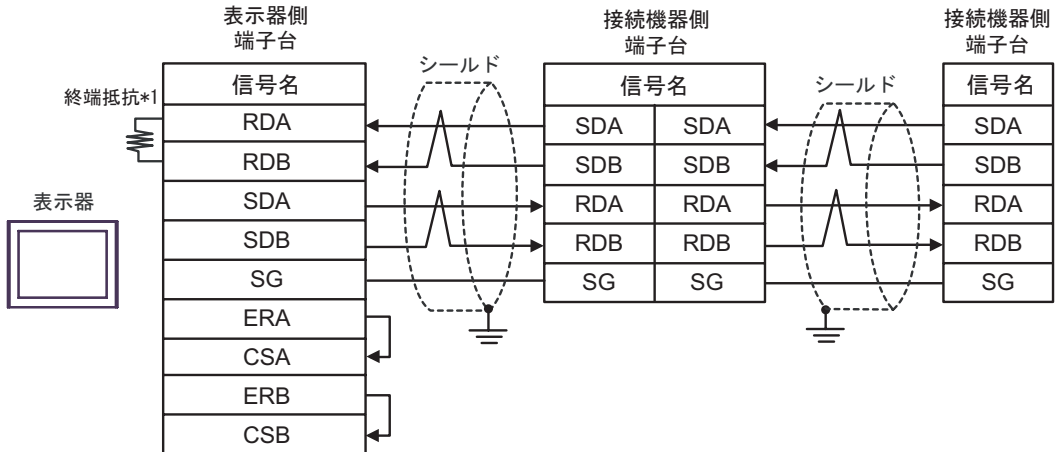 表示器側
端子台
接続機器側
端子台
接続機器側
端子台
シールド
シールド
終端抵抗*1
表示器
信号名
RDA
RDB
SDA
SDB
SG
ERA
CSA
ERB
CSB
信号名
SDA SDA
SDB SDB
RDA RDA
RDB RDB
SG SG
信号名
SDA
SDB
RDA
RDB
SG